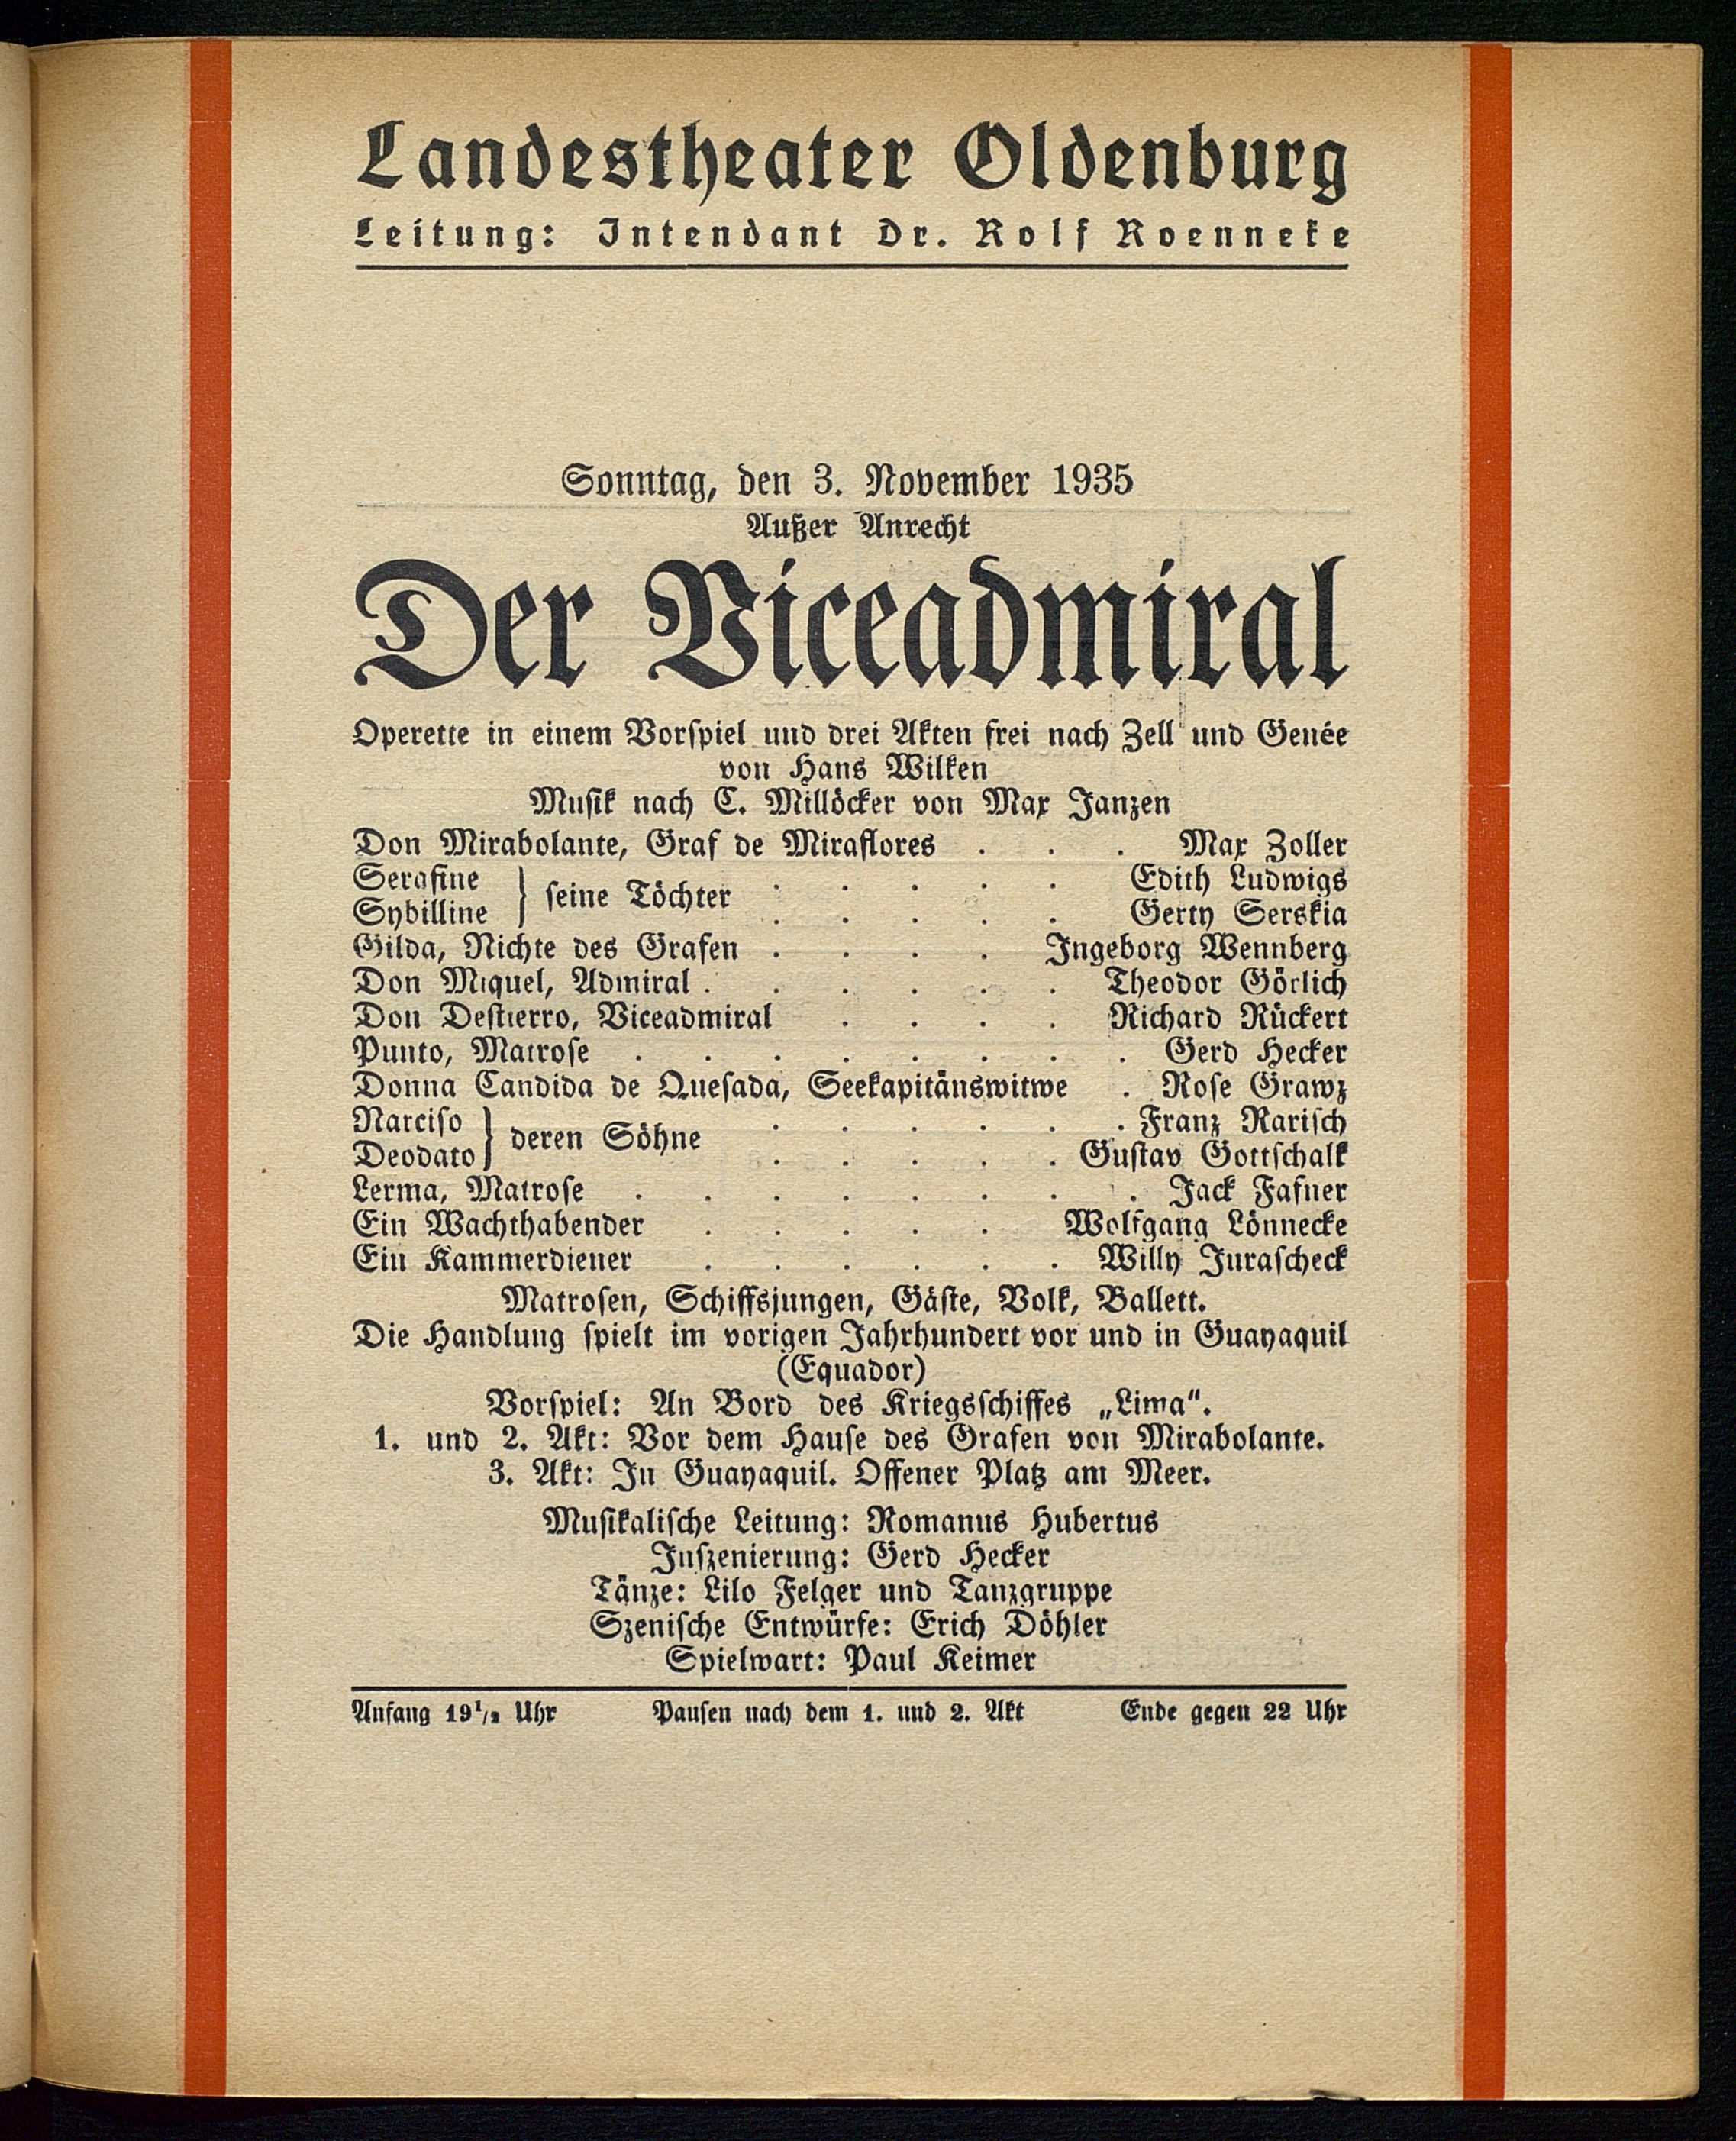 Landestheater Oldenburg
Leitung: Intendant Dr. Rolf Roenneke
Sonntag, den 3. November 1935
Außer Anrecht
Der Viceadmiral
Operette in einem Vorspiel und drei Akten frei nach Zell und Genée
von Hans Wilken
Musik nach C. Millöcker von Max Janzen
Don Mirabolante, Graf de Miraflores . . . Max Zoller
Serafine } seine Töchter . . . . . Edith Ludwigs
Sybilline } . . . . . Gerty Serskia
Gilda, Nichte des Grafen . . . . Ingeborg Wennberg
Don Miquel, Admiral . . . . . . Theodor Görlich
Don Destierro, Viceadmiral . . . . Richard Rückert
Punto, Matrose . . . . . . . . Gerd Hecker
Donna Candida de Quesada, Seekapitänswitwe . Rose Grawz
Narciso } deren Söhne . . . . . . Franz Rarisch
Deodato } . . . . . Gustav Gottschalk
Lerma, Matrose . . . . . . . . Jack Fafner
Ein Wachthabender . . . . . Wolfgang Lönnecke
Ein Kammerdiener . . . . . . Willy Jurascheck
Matrosen, Schiffsjungen, Gäste, Volk, Ballett.
Die Handlung spielt im vorigen Jahrhundert vor und in Guayaquil
(Equador)
Vorspiel: An Bord des Kriegsschiffes „Lima“.
1. und 2. Akt: Vor dem Hause des Grafen von Mirabolante.
3. Akt: In Guayaquil. Offener Platz am Meer.
Musikalische Leitung: Romanus Hubertus
Inszenierung: Gerd Hecker
Tänze: Lilo Felger und Tanzgruppe
Szenische Entwürfe: Erich Döhler
Spielwart: Paul Keimer
Anfang 19½ Uhr Pausen nach dem 1. und 2. Akt Ende gegen 22 Uhr